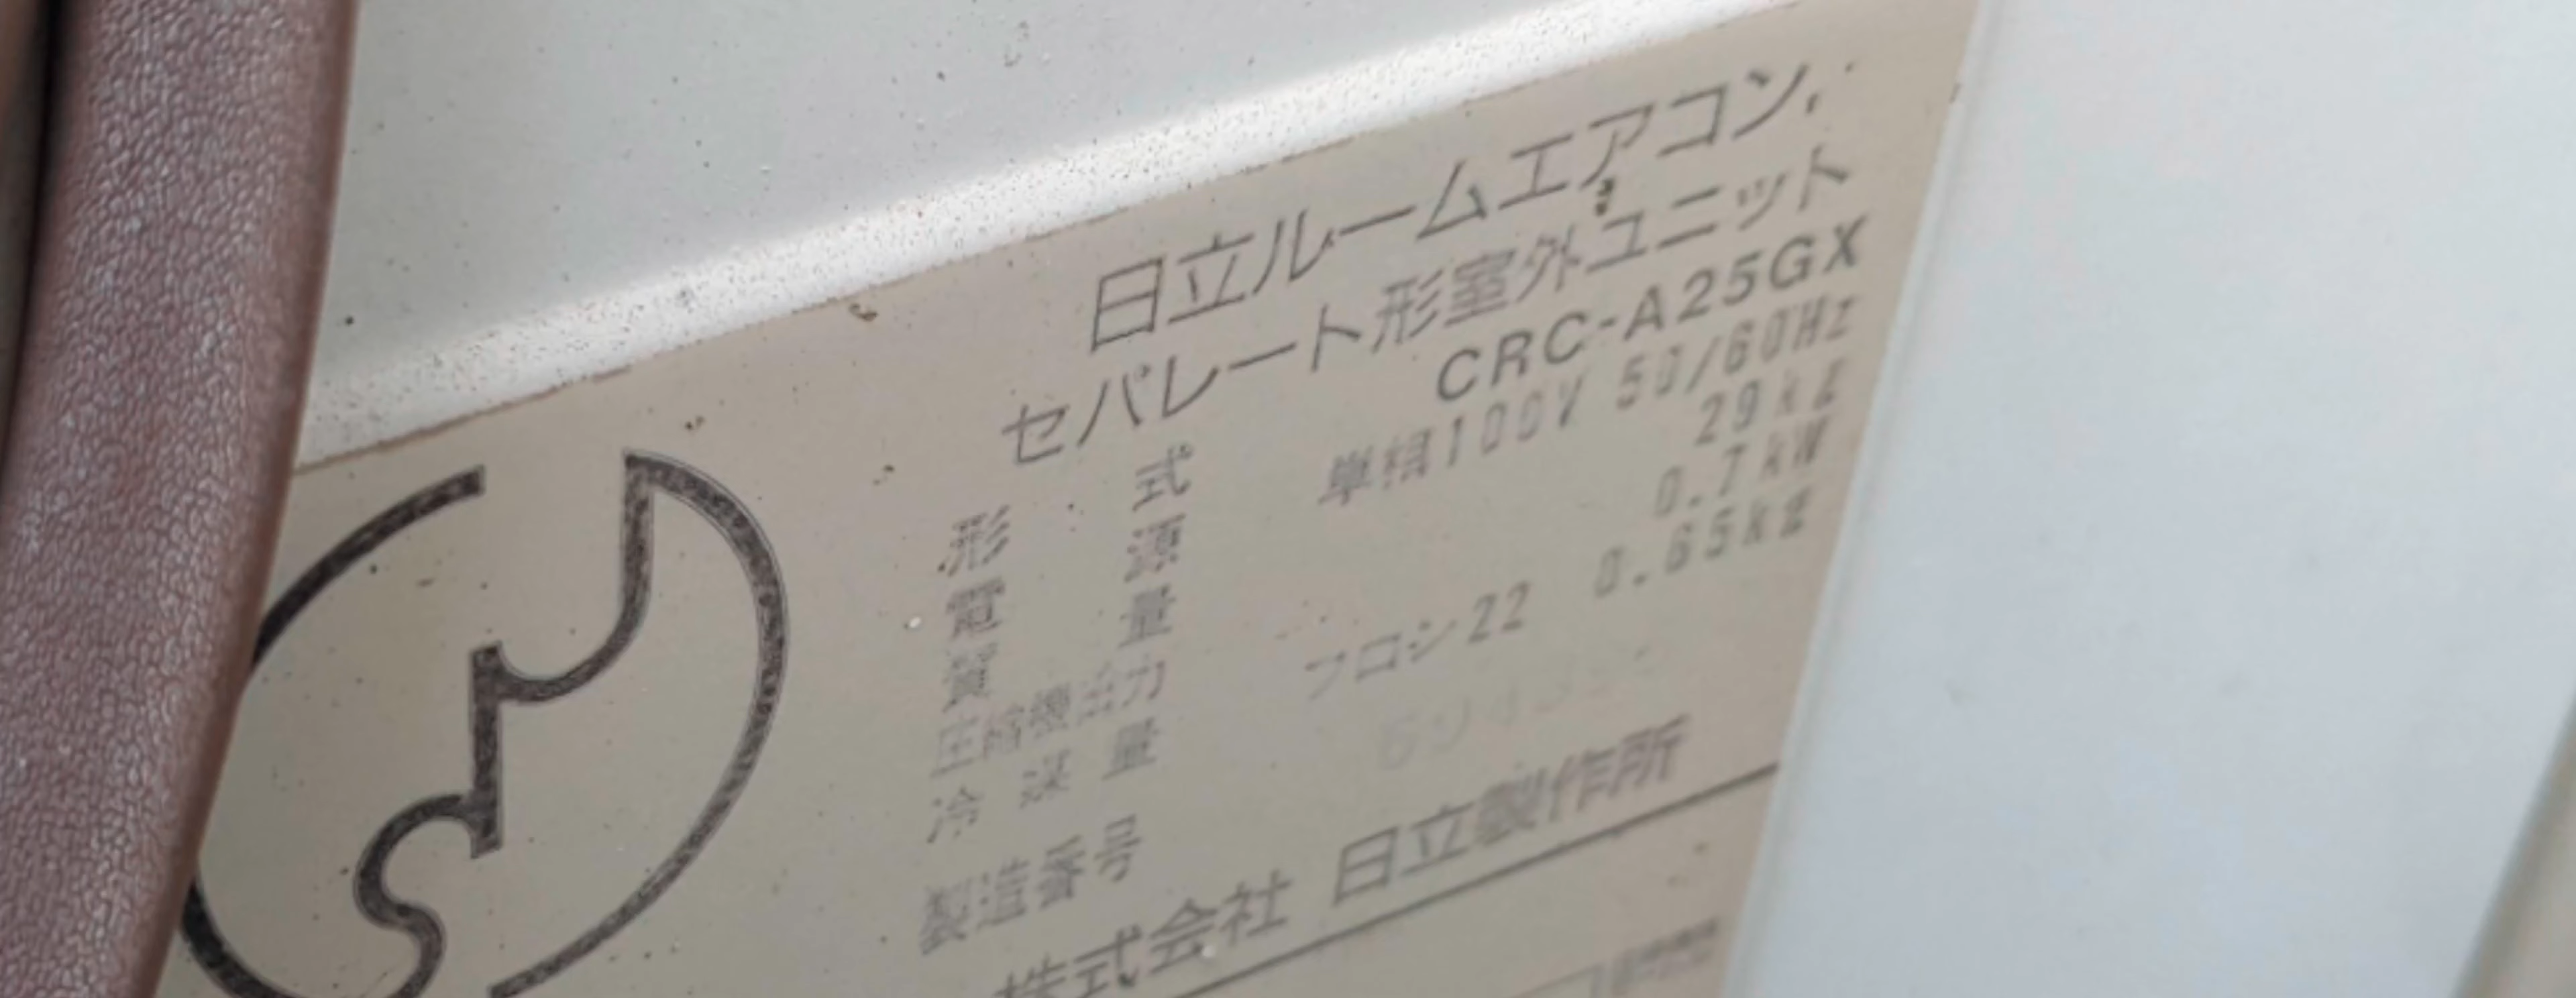 日立ルームエアコン
セパレート形室外ユニット
形式 CRC-A25GX
電源 単相100V 50/60Hz
質量 29kg
圧縮機出力 0.7kW
冷媒量 フロン22 0.65kg
製造番号
株式会社 日立製作所